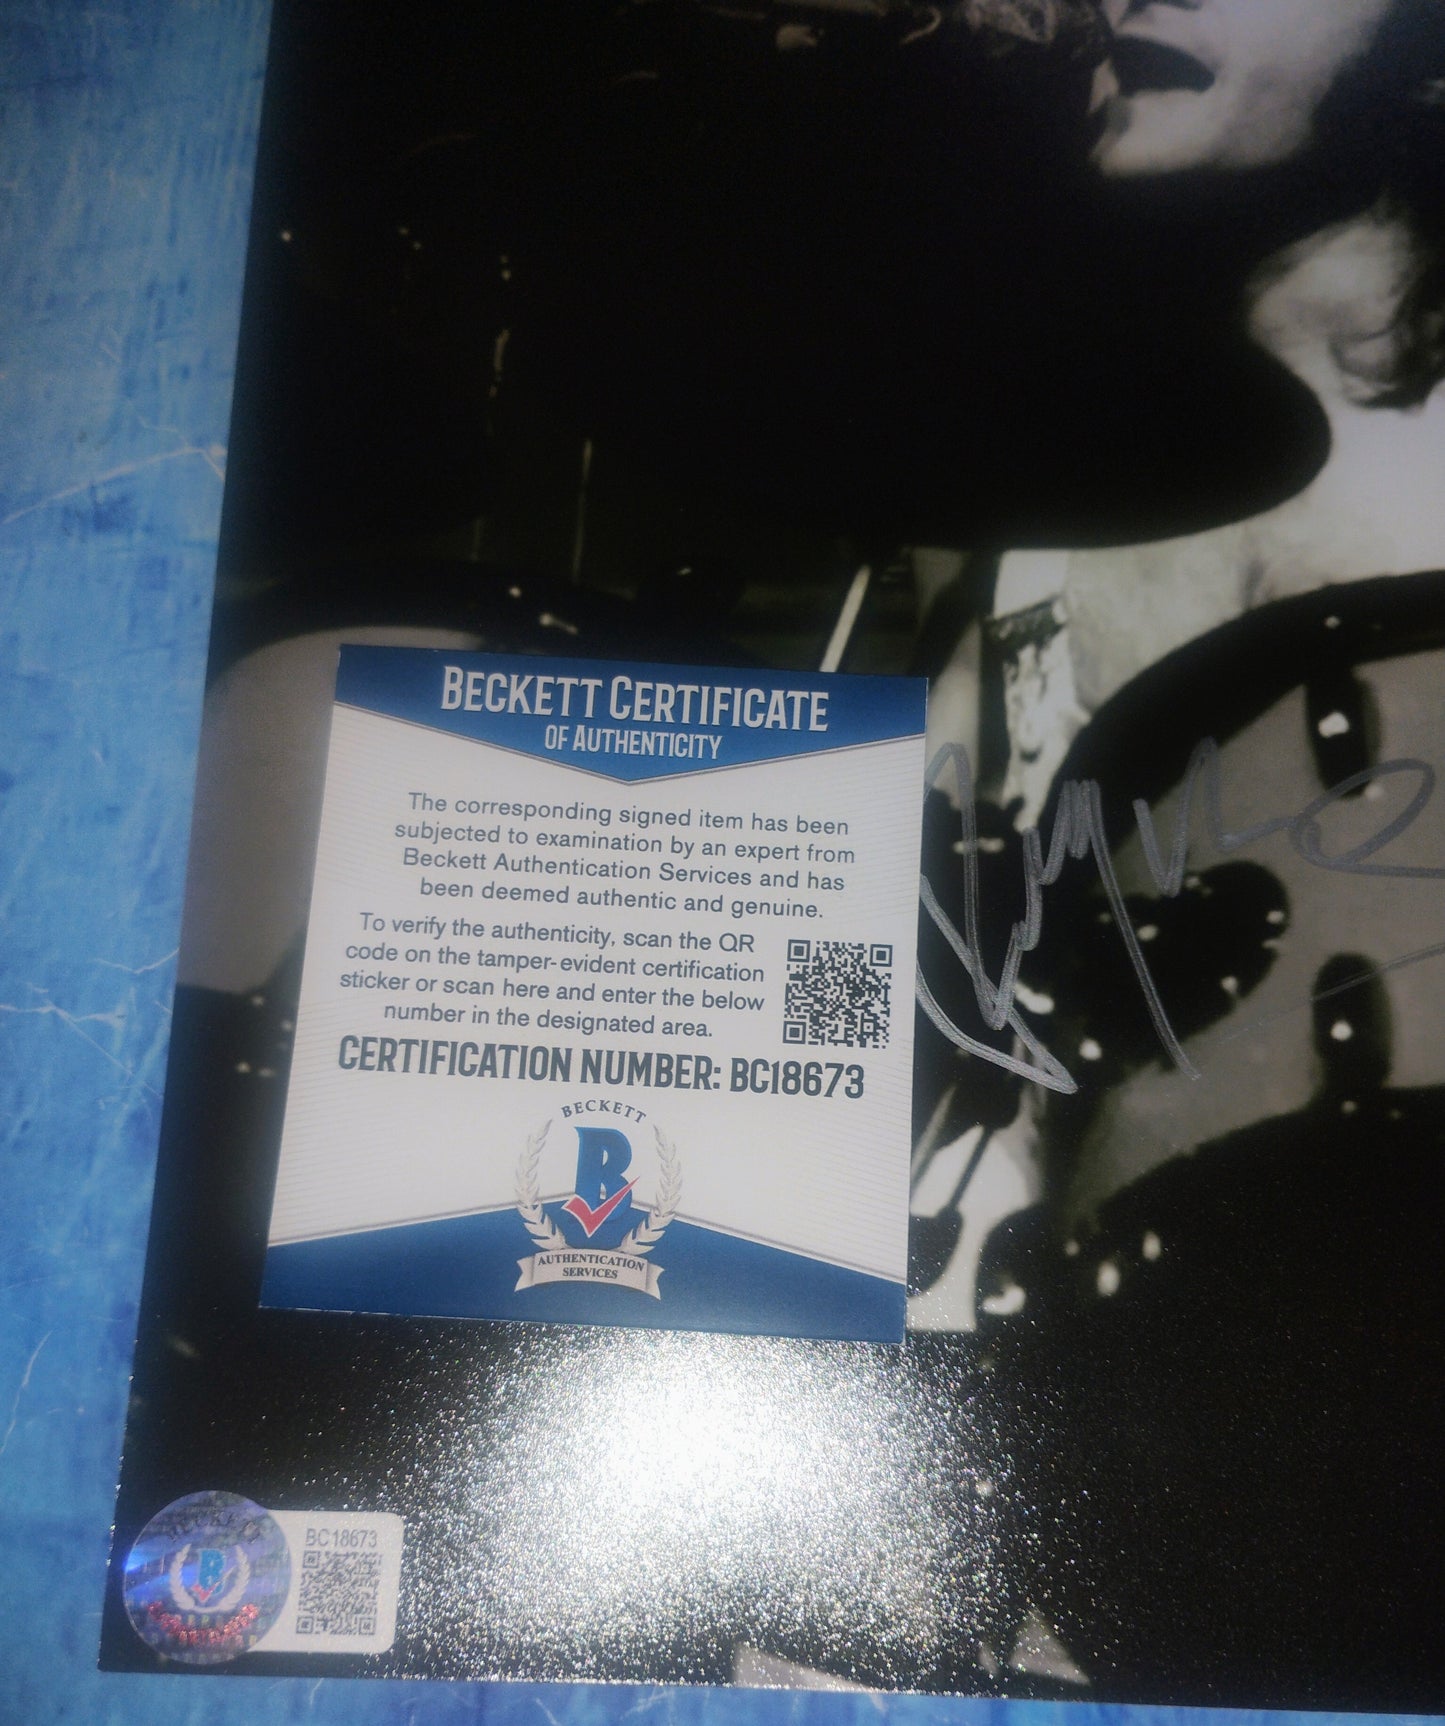 BECKETT CERTIFICATE
OF AUTHENTICITY
The corresponding signed item has been
subjected to examination by an expert from
Beckett Authentication Services and has
been deemed authentic and genuine.
To verify the authenticity, scan the QR
code on the tamper-evident certification
sticker or scan here and enter the below
number in the designated area.
CERTIFICATION NUMBER: BC18673
BECKETT
B
AUTHENTICATION
SERVICES
BECKETT
B
BC18673